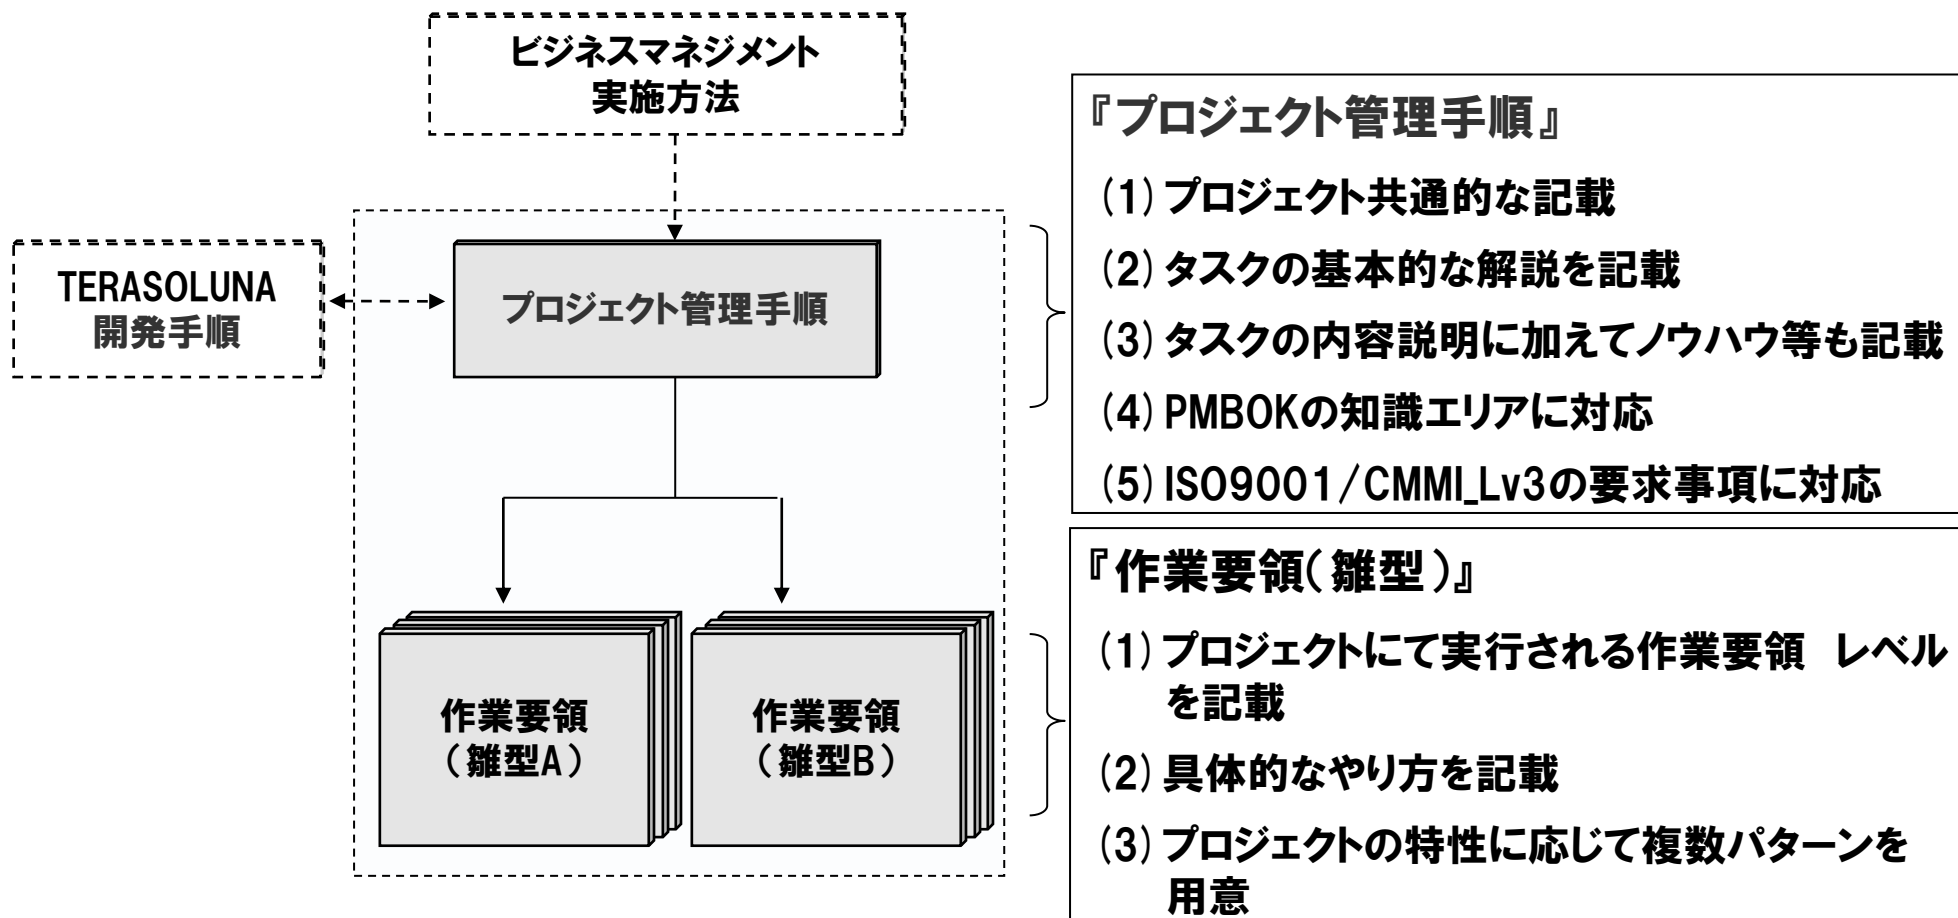 ビジネスマネジメント
実施方法
TERASOLUNA
開発手順
プロジェクト管理手順
作業要領
(雛型A)
作業要領
(雛型B)
『プロジェクト管理手順』
(1)プロジェクト共通的な記載
(2)タスクの基本的な解説を記載
(3)タスクの内容説明に加えてノウハウ等も記載
(4)PMBOKの知識エリアに対応
(5)ISO9001/CMMI_Lv3の要求事項に対応
『作業要領(雛型)』
(1)プロジェクトにて実行される作業要領　レベル
を記載
(2)具体的なやり方を記載
(3)プロジェクトの特性に応じて複数パターンを
用意